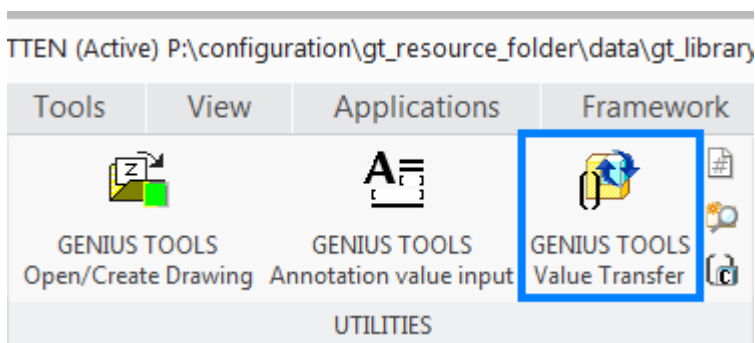 TTEN (Active) P:\configuration\gt_resource_folder\data\gt_library
Tools View Applications Framework
GENIUS TOOLS GENIUS TOOLS GENIUS TOOLS
Open/Create Drawing Annotation value input Value Transfer
UTILITIES